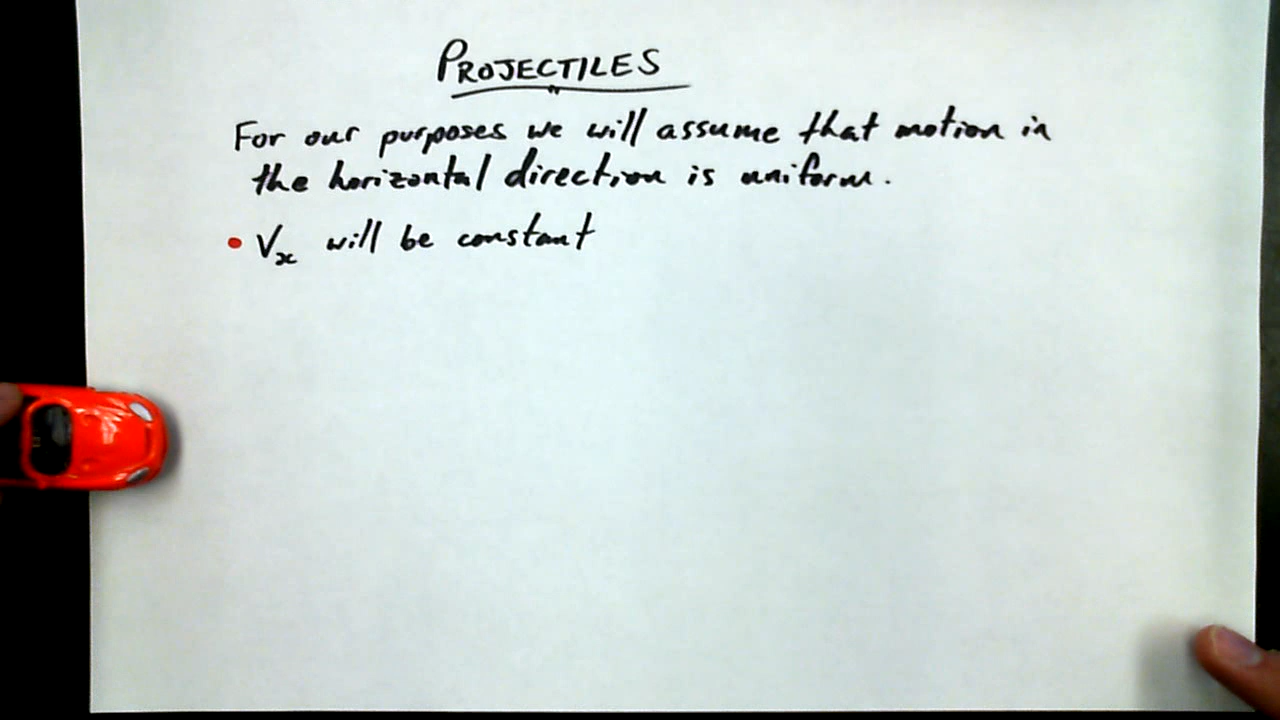 PROJECTILES
For our purposes we will assume that motion in
the horizontal direction is uniform.
• Vx will be constant